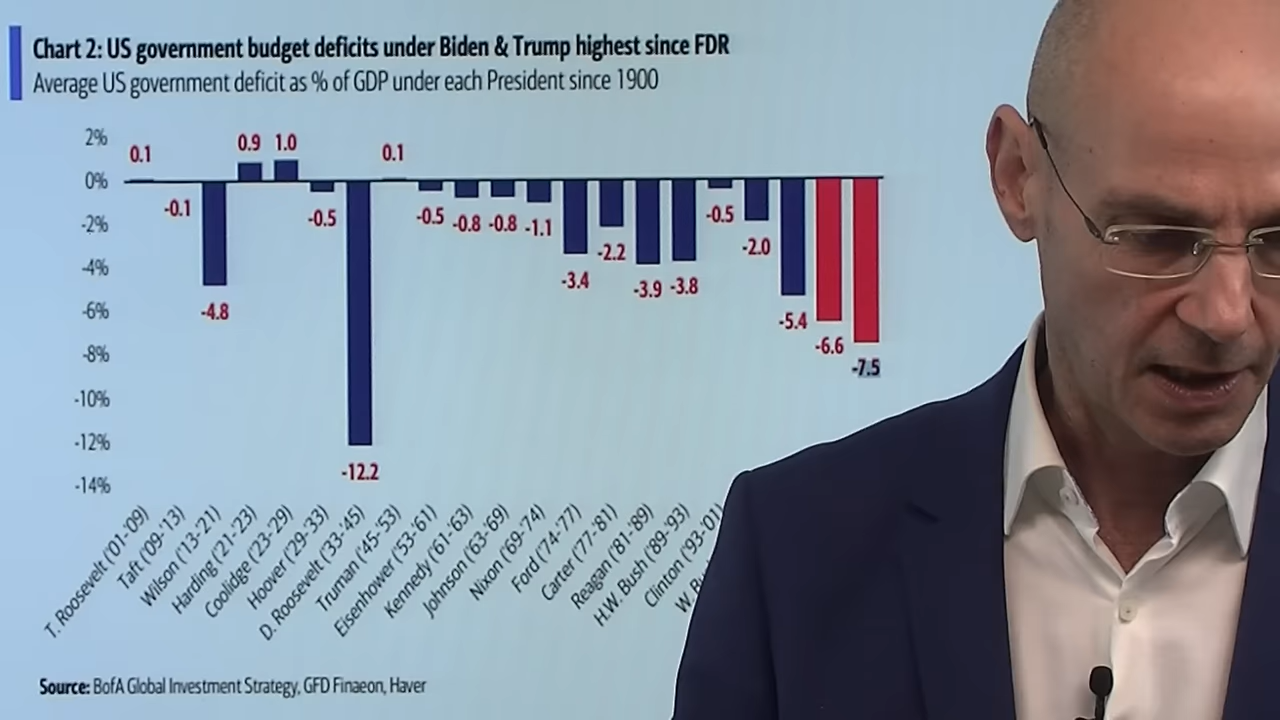 Chart 2: US government budget deficits under Biden & Trump highest since FDR
Average US government deficit as % of GDP under each President since 1900
2%
0%
-2%
-4%
-6%
-8%
-10%
-12%
-14%
0.1
-0.1
-4.8
0.9
1.0
-0.5
-12.2
0.1
-0.5
-0.8
-0.8
-1.1
-3.4
-2.2
-3.9
-3.8
-0.5
-2.0
-5.4
-6.6
-7.5
T. Roosevelt ('01-'09)
Taft ('09-'13)
Wilson ('13-'21)
Harding ('21-'23)
Coolidge ('23-'29)
Hoover ('29-'33)
D. Roosevelt ('33-'45)
Truman ('45-'53)
Eisenhower ('53-'61)
Kennedy ('61-'63)
Johnson ('63-'69)
Nixon ('69-'74)
Ford ('74-'77)
Carter ('77-'81)
Reagan ('81-'89)
H.W. Bush ('89-'93)
Clinton ('93-'01)
W.
Source: BofA Global Investment Strategy, GFD Finaeon, Haver